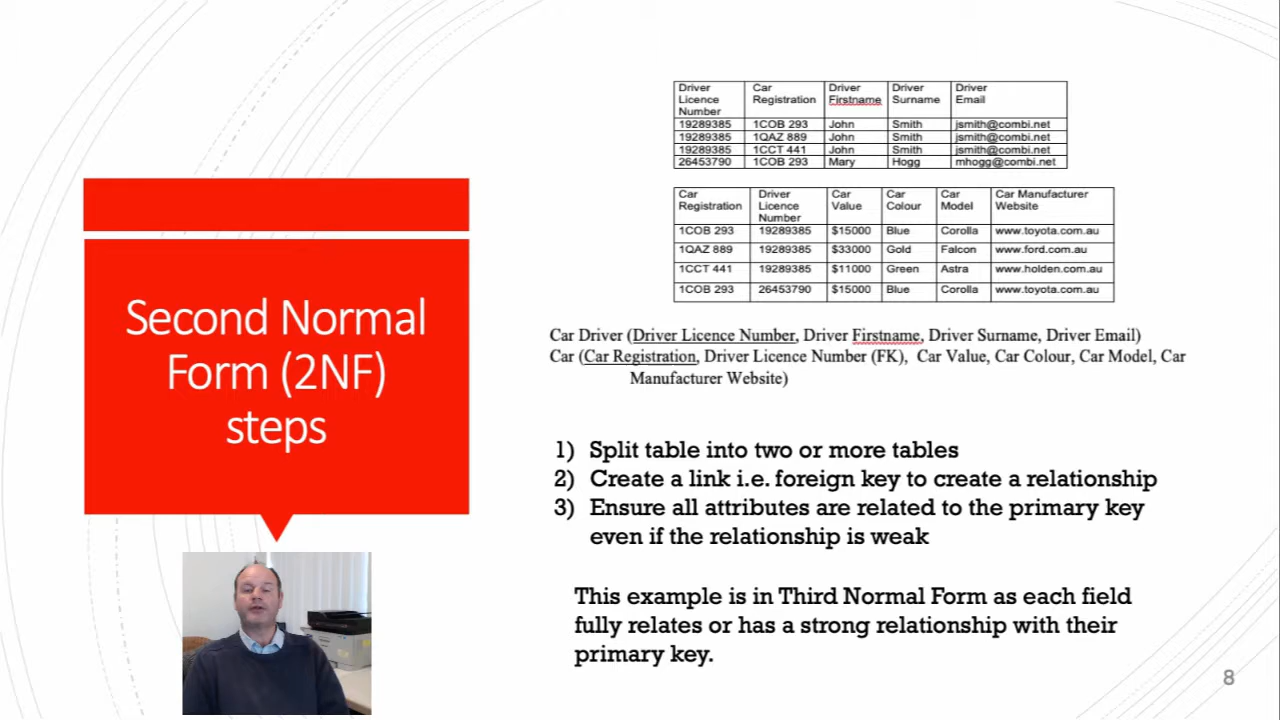 Second Normal
Form (2NF)
steps
Driver Licence Number Car Registration Driver Firstname Driver Surname Driver Email
19289385 1COB 293 John Smith jsmith@combi.net
19289385 1QAZ 889 John Smith jsmith@combi.net
19289385 1CCT 441 John Smith jsmith@combi.net
26453790 1COB 293 Mary Hogg mhogg@combi.net
Car Registration Driver Licence Number Car Value Car Colour Car Model Car Manufacturer Website
1COB 293 19289385 $15000 Blue Corolla www.toyota.com.au
1QAZ 889 19289385 $33000 Gold Falcon www.ford.com.au
1CCT 441 19289385 $11000 Green Astra www.holden.com.au
1COB 293 26453790 $15000 Blue Corolla www.toyota.com.au
Car Driver (Driver Licence Number, Driver Firstname, Driver Surname, Driver Email)
Car (Car Registration, Driver Licence Number (FK), Car Value, Car Colour, Car Model, Car
Manufacturer Website)
1) Split table into two or more tables
2) Create a link i.e. foreign key to create a relationship
3) Ensure all attributes are related to the primary key
even if the relationship is weak
This example is in Third Normal Form as each field
fully relates or has a strong relationship with their
primary key.
8